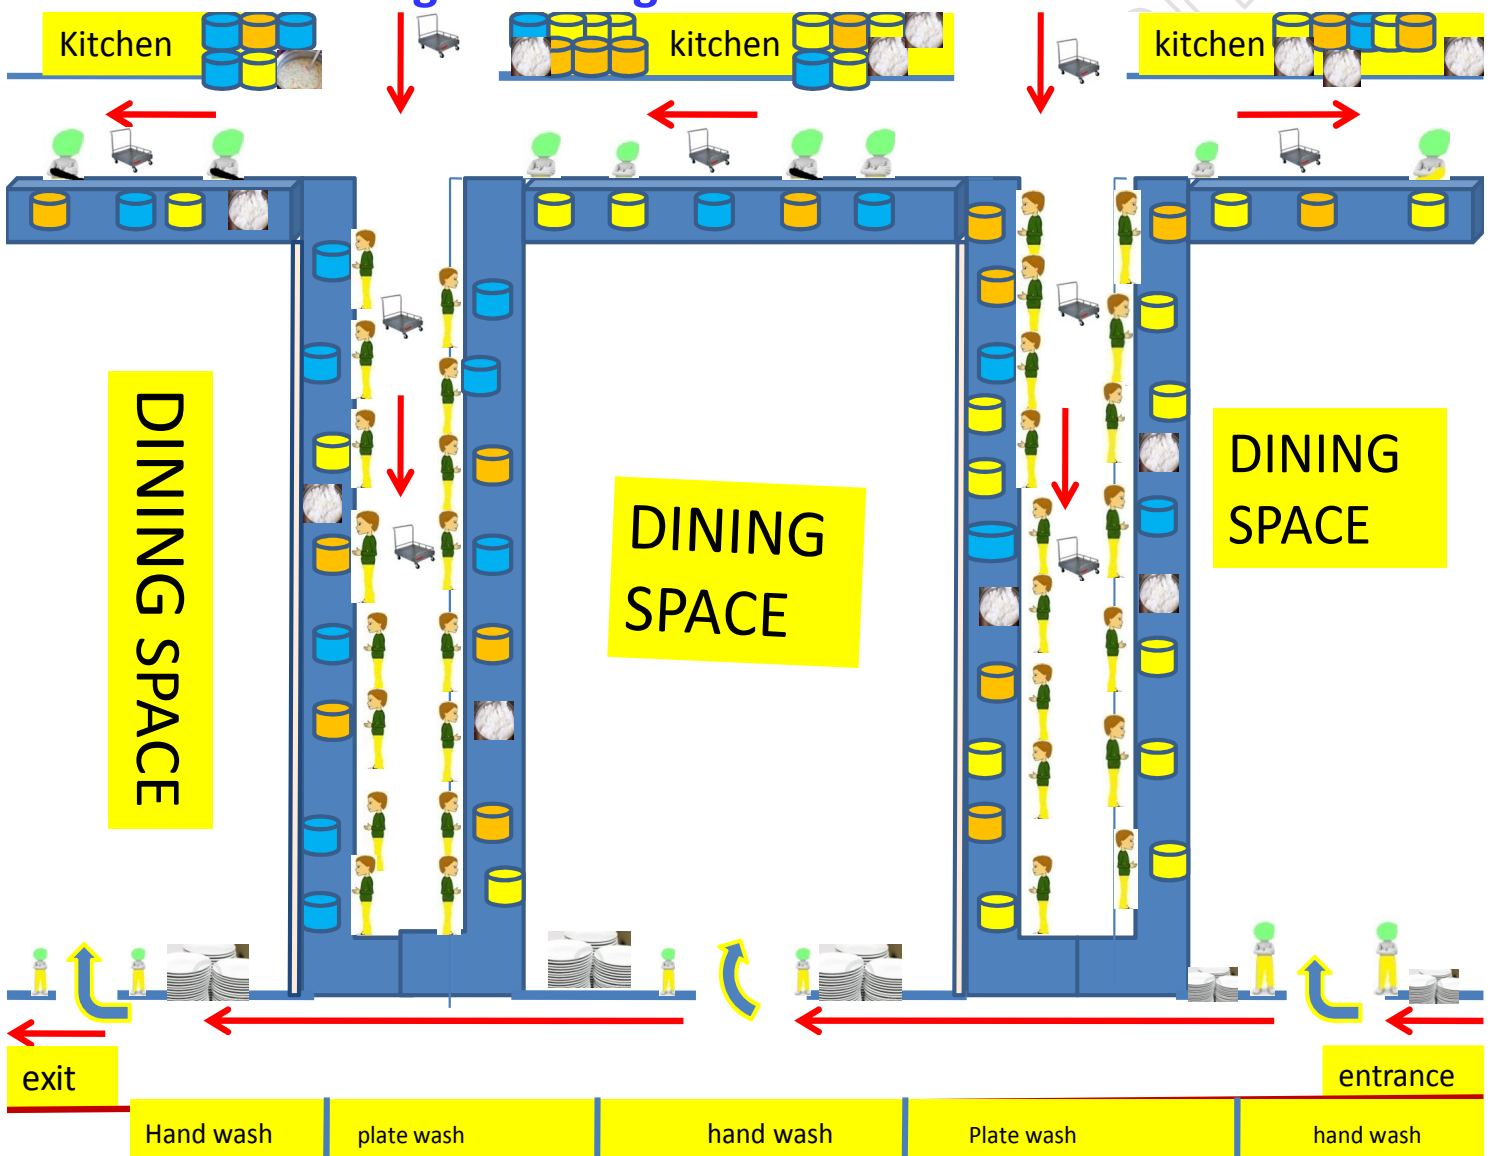 Kitchen
kitchen
kitchen
DINING SPACE
DINING
SPACE
DINING
SPACE
exit
entrance
Hand wash
plate wash
hand wash
Plate wash
hand wash